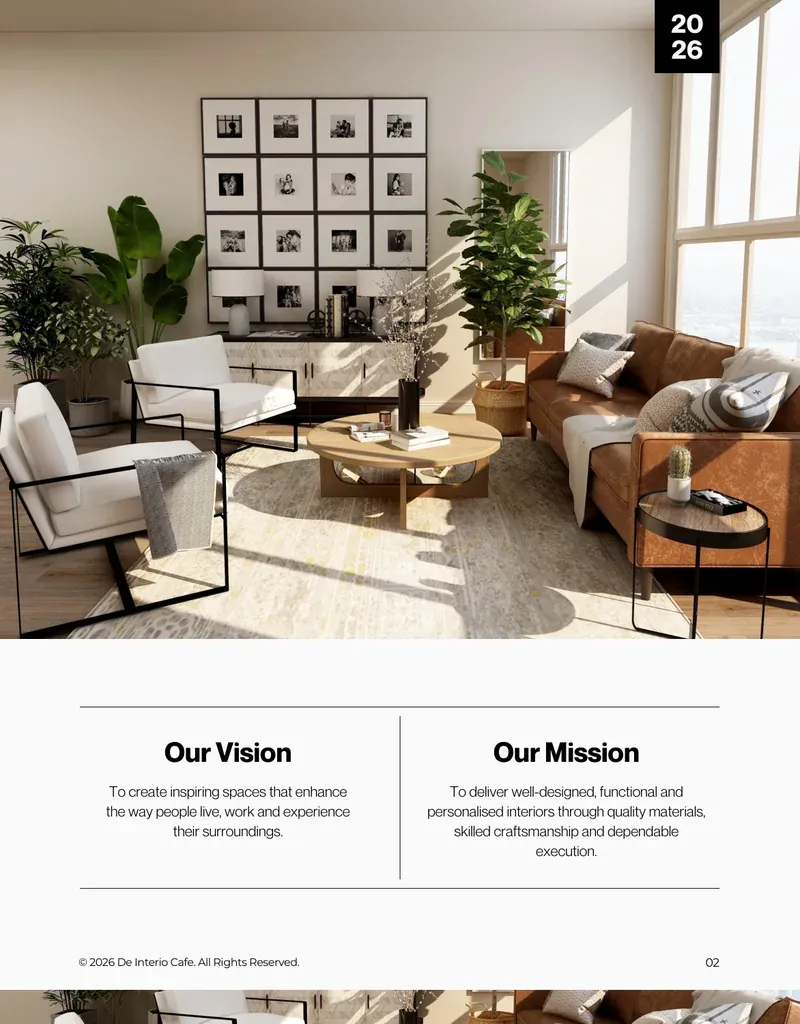 20
26
Our Vision
To create inspiring spaces that enhance
the way people live, work and experience
their surroundings.
Our Mission
To deliver well-designed, functional and
personalised interiors through quality materials,
skilled craftsmanship and dependable
execution.
© 2026 De Interio Cafe. All Rights Reserved.
02